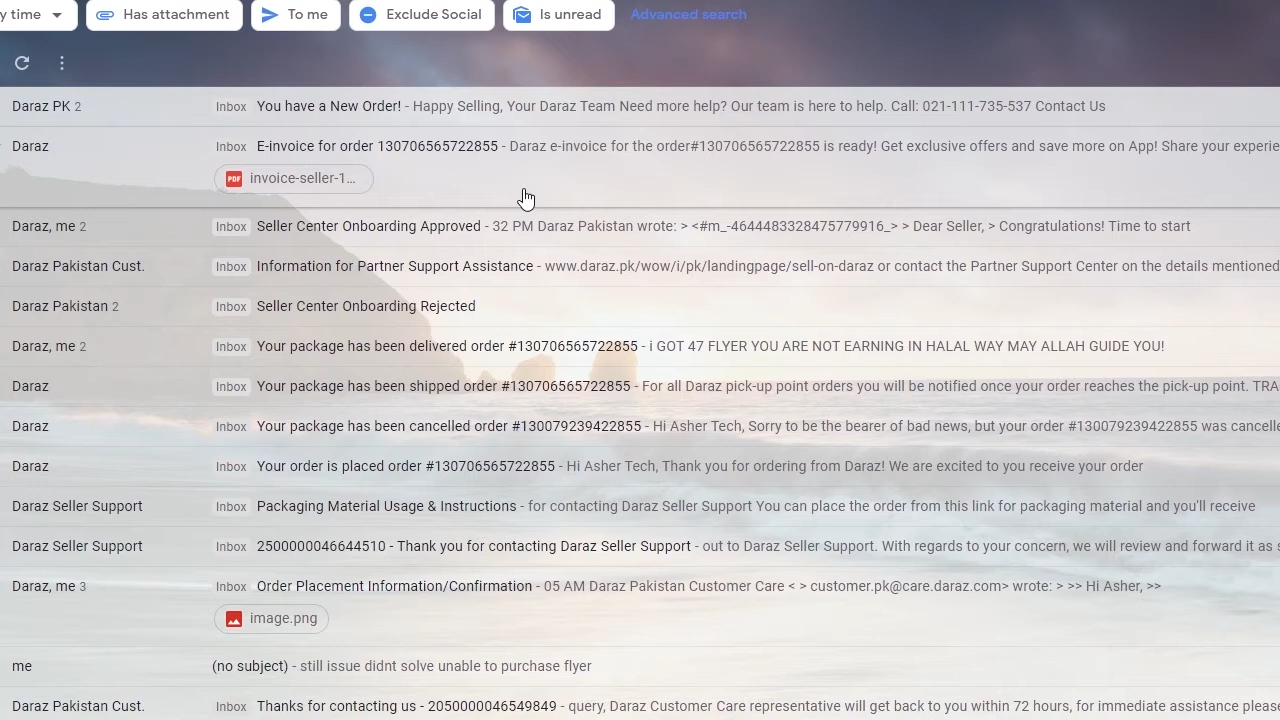 y time Has attachment To me Exclude Social Is unread Advanced search
Daraz PK 2 Inbox You have a New Order! - Happy Selling, Your Daraz Team Need more help? Our team is here to help. Call: 021-111-735-537 Contact Us
Daraz Inbox E-invoice for order 130706565722855 - Daraz e-invoice for the order#130706565722855 is ready! Get exclusive offers and save more on App! Share your experie
PDF invoice-seller-1...
Daraz, me 2 Inbox Seller Center Onboarding Approved - 32 PM Daraz Pakistan wrote: > <#m_-4644483328475779916_> > Dear Seller, > Congratulations! Time to start
Daraz Pakistan Cust. Inbox Information for Partner Support Assistance - www.daraz.pk/wow/i/pk/landingpage/sell-on-daraz or contact the Partner Support Center on the details mentioned
Daraz Pakistan 2 Inbox Seller Center Onboarding Rejected
Daraz, me 2 Inbox Your package has been delivered order #130706565722855 - i GOT 47 FLYER YOU ARE NOT EARNING IN HALAL WAY MAY ALLAH GUIDE YOU!
Daraz Inbox Your package has been shipped order #130706565722855 - For all Daraz pick-up point orders you will be notified once your order reaches the pick-up point. TRA
Daraz Inbox Your package has been cancelled order #130079239422855 - Hi Asher Tech, Sorry to be the bearer of bad news, but your order #130079239422855 was cancelle
Daraz Inbox Your order is placed order #130706565722855 - Hi Asher Tech, Thank you for ordering from Daraz! We are excited to you receive your order
Daraz Seller Support Inbox Packaging Material Usage & Instructions - for contacting Daraz Seller Support You can place the order from this link for packaging material and you'll receive
Daraz Seller Support Inbox 2500000046644510 - Thank you for contacting Daraz Seller Support - out to Daraz Seller Support. With regards to your concern, we will review and forward it as s
Daraz, me 3 Inbox Order Placement Information/Confirmation - 05 AM Daraz Pakistan Customer Care < > customer.pk@care.daraz.com> wrote: > >> Hi Asher, >>
image.png
me (no subject) - still issue didnt solve unable to purchase flyer
Daraz Pakistan Cust. Inbox Thanks for contacting us - 2050000046549849 - query, Daraz Customer Care representative will get back to you within 72 hours, for immediate assistance please